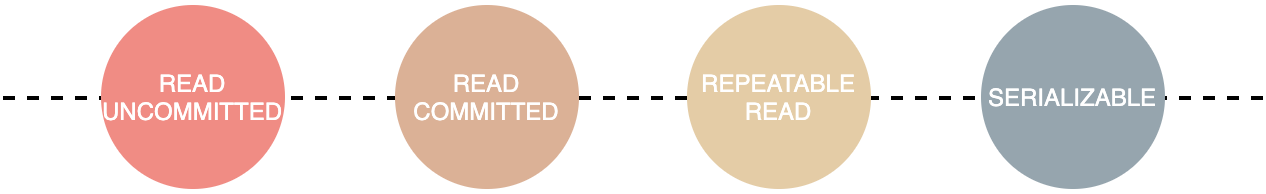 READ
UNCOMMITTED
READ
COMMITTED
REPEATABLE
READ
SERIALIZABLE